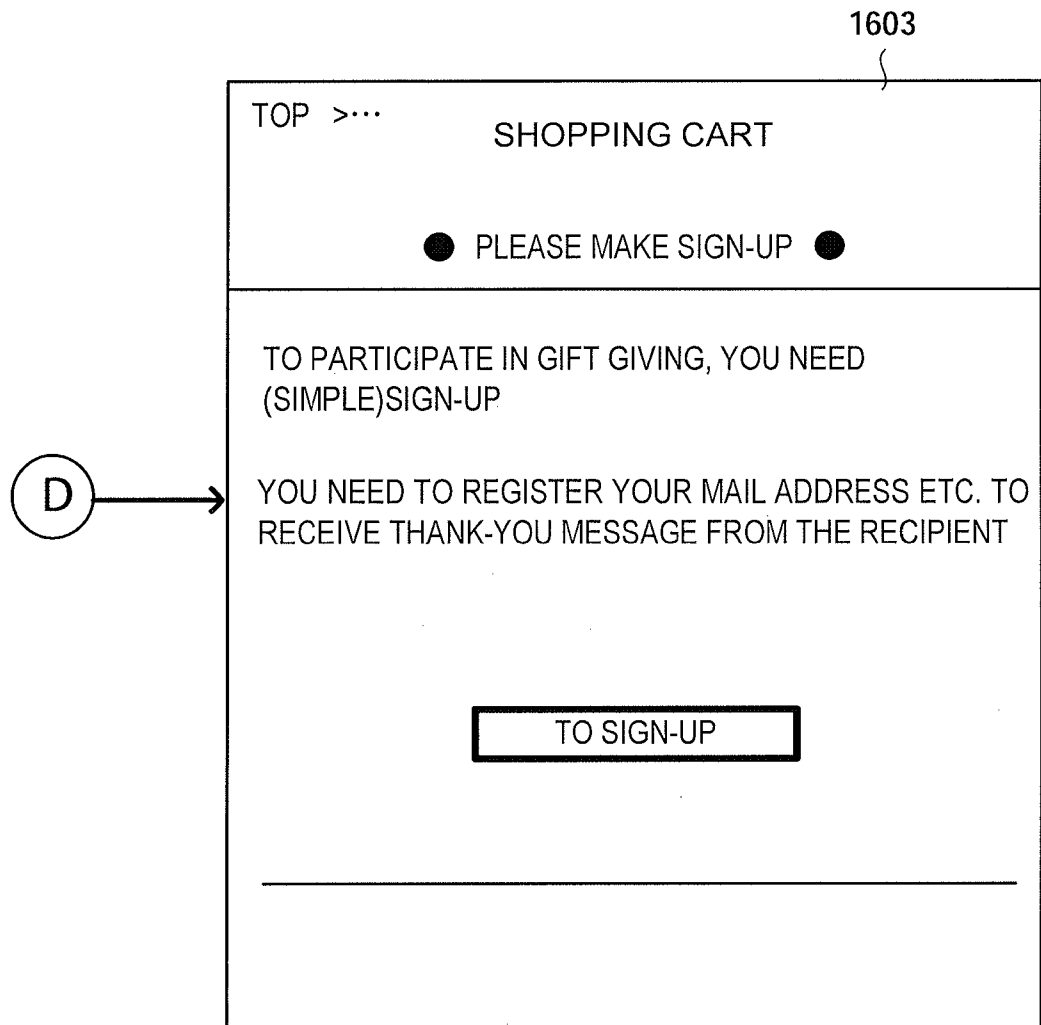 1603
TOP >···
SHOPPING CART
● PLEASE MAKE SIGN-UP ●
TO PARTICIPATE IN GIFT GIVING, YOU NEED
(SIMPLE)SIGN-UP
D
YOU NEED TO REGISTER YOUR MAIL ADDRESS ETC. TO
RECEIVE THANK-YOU MESSAGE FROM THE RECIPIENT
TO SIGN-UP